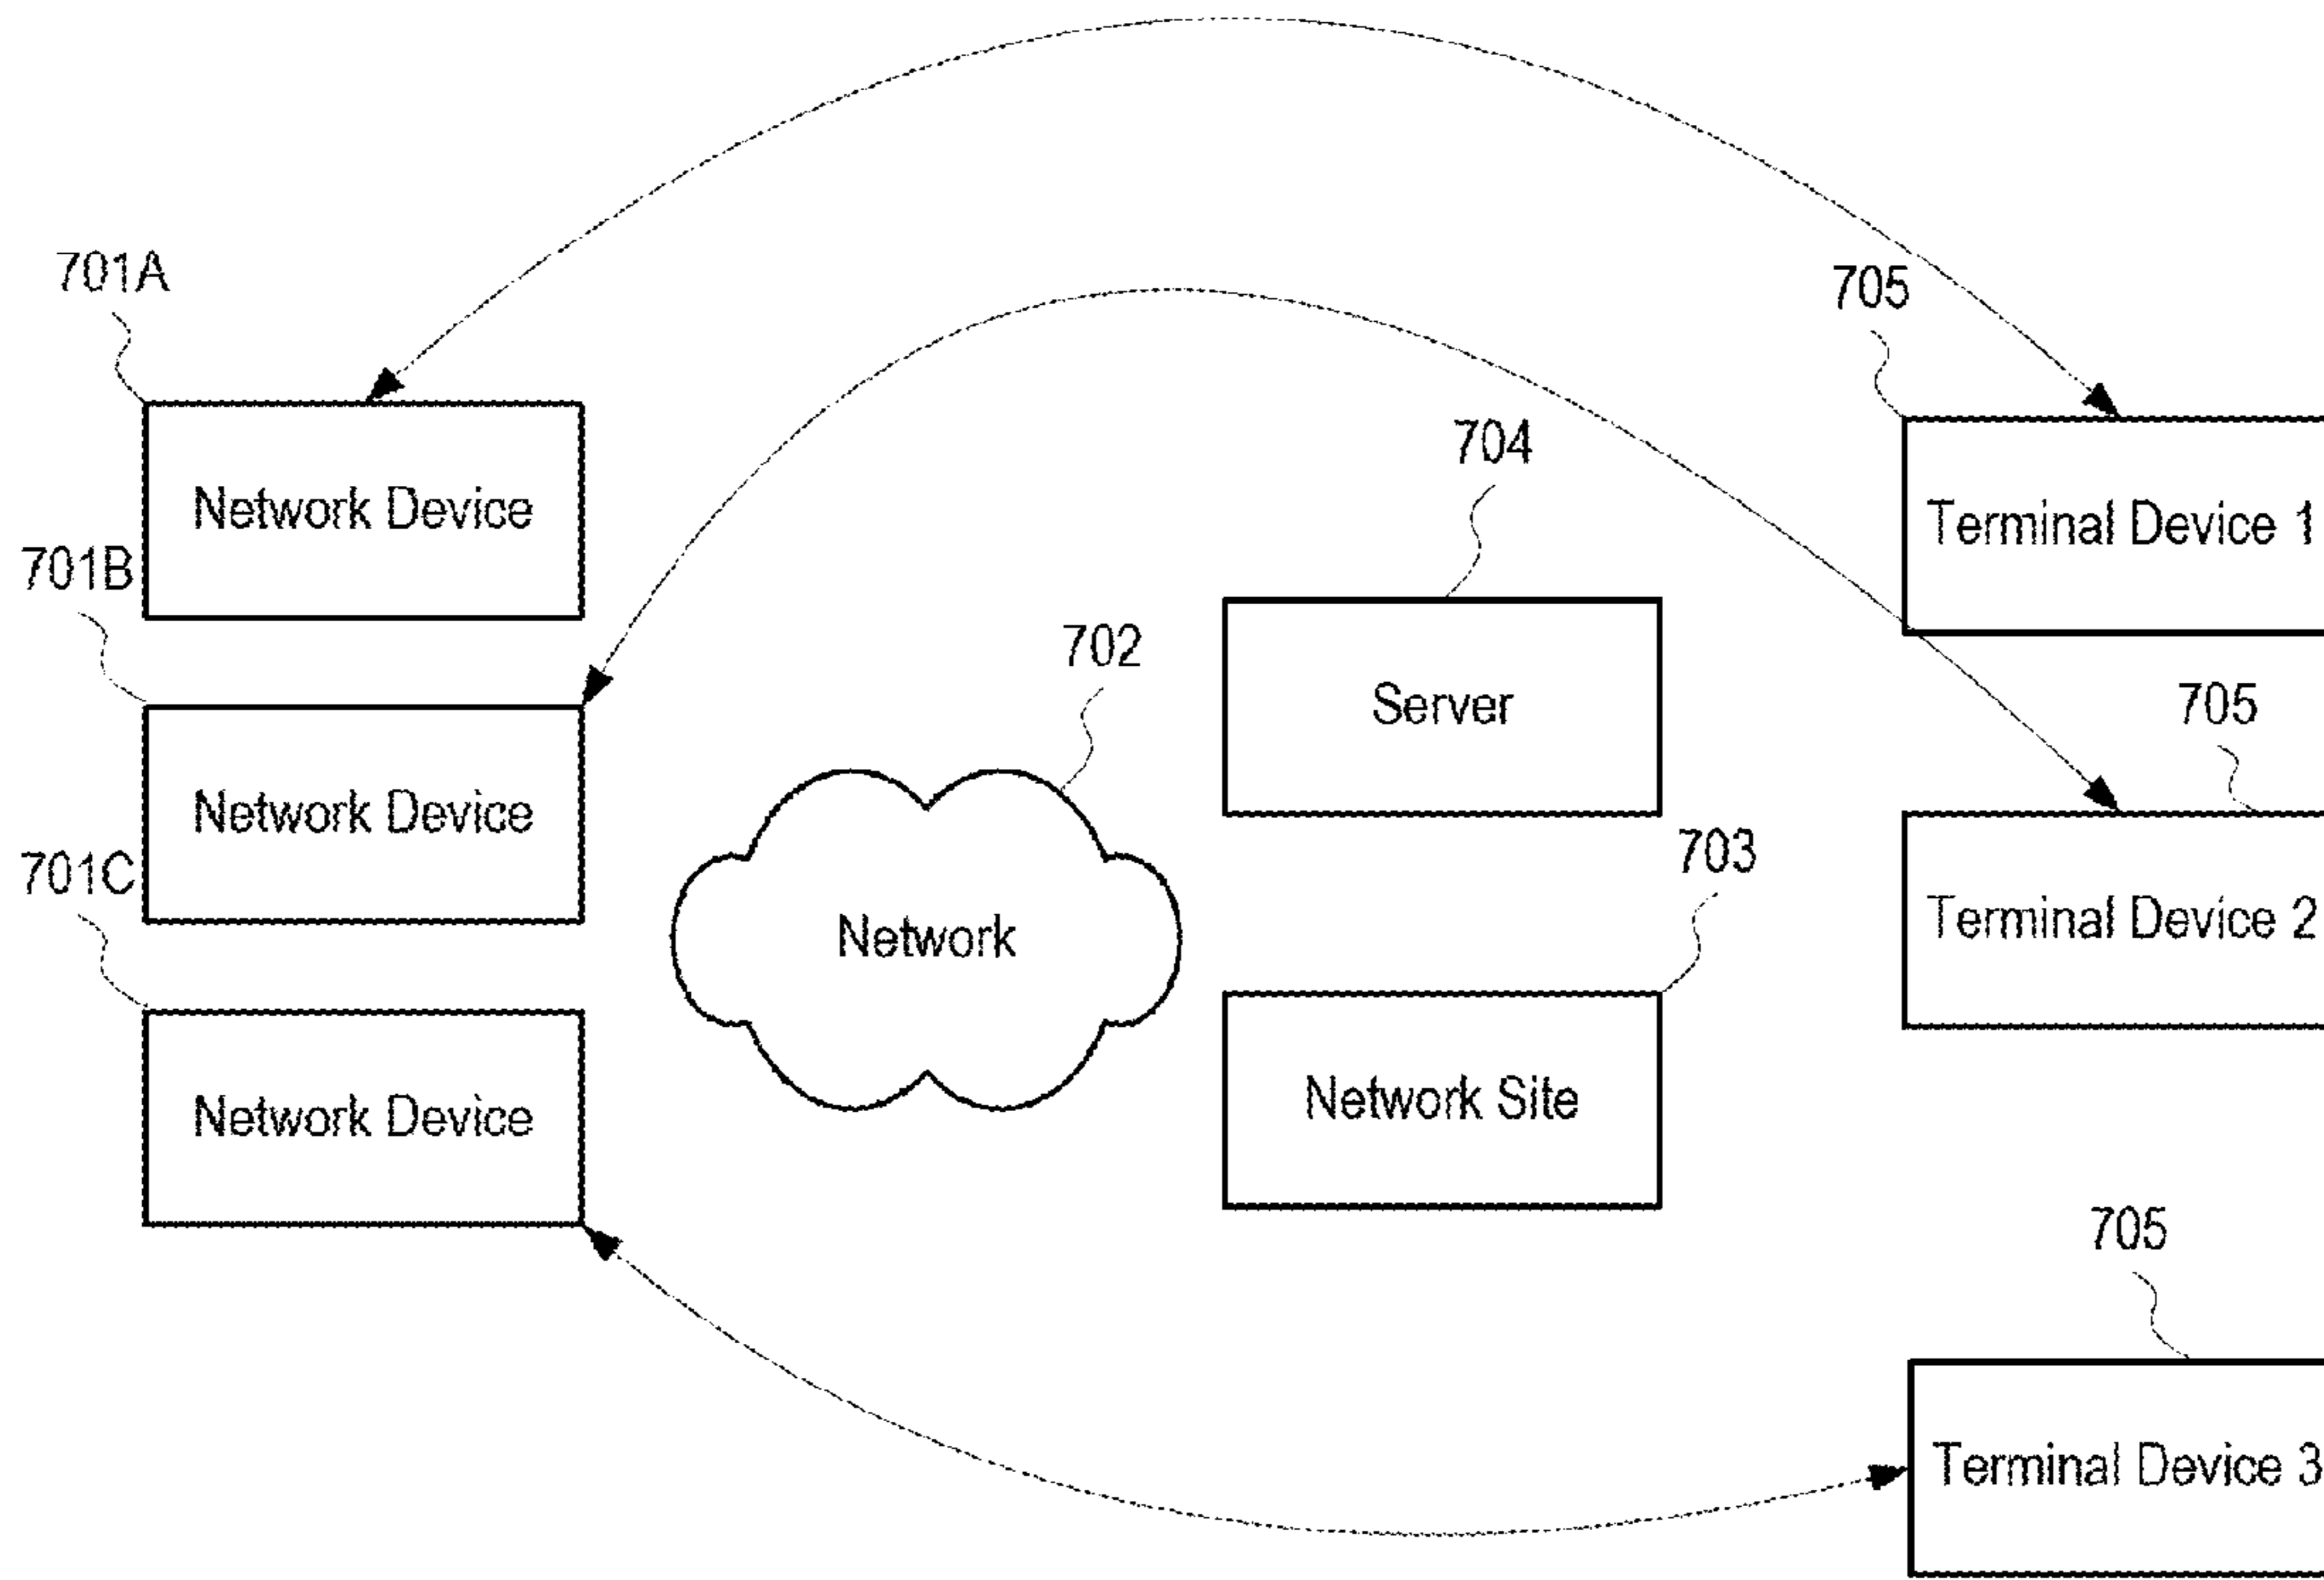 701A
705
704
Network Device
Terminal Device 1
701B
702
Server
705
Network Device
703
701C
Terminal Device 2
Network
Network Site
Network Device
705
Terminal Device 3